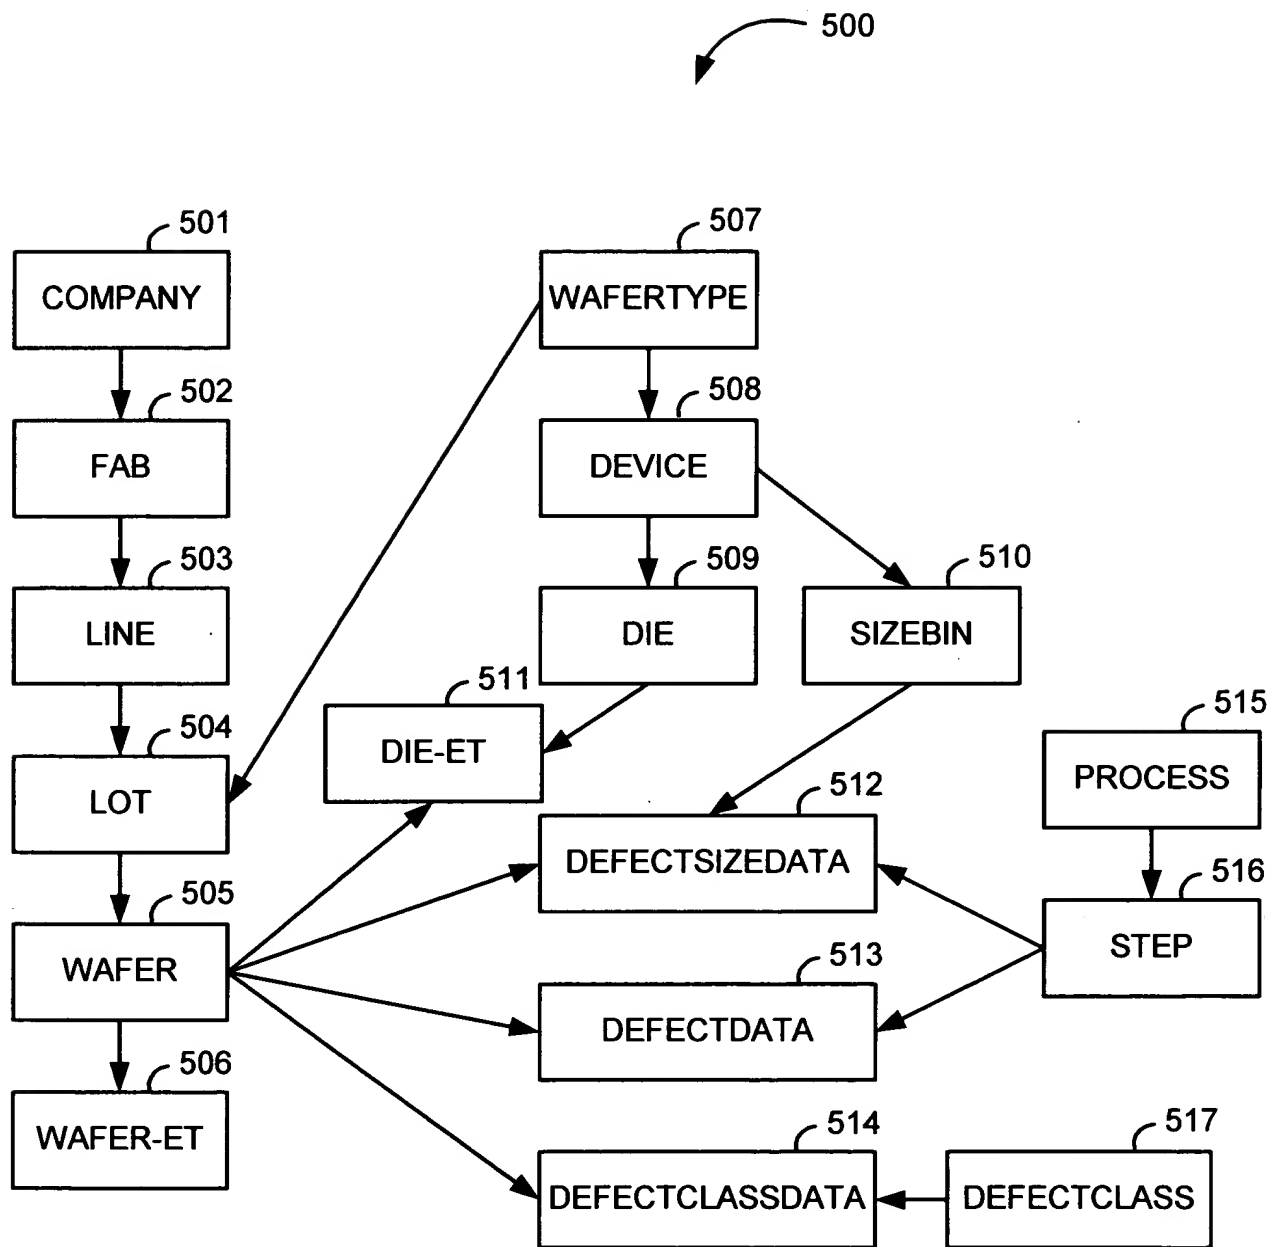 500
501
507
COMPANY
WAFERTYPE
502
508
FAB
DEVICE
503
509
510
LINE
DIE
SIZEBIN
511
504
515
DIE-ET
PROCESS
LOT
512
DEFECTSIZEDATA
505
516
WAFER
STEP
513
DEFECTDATA
506
514
517
WAFER-ET
DEFECTCLASSDATA
DEFECTCLASS